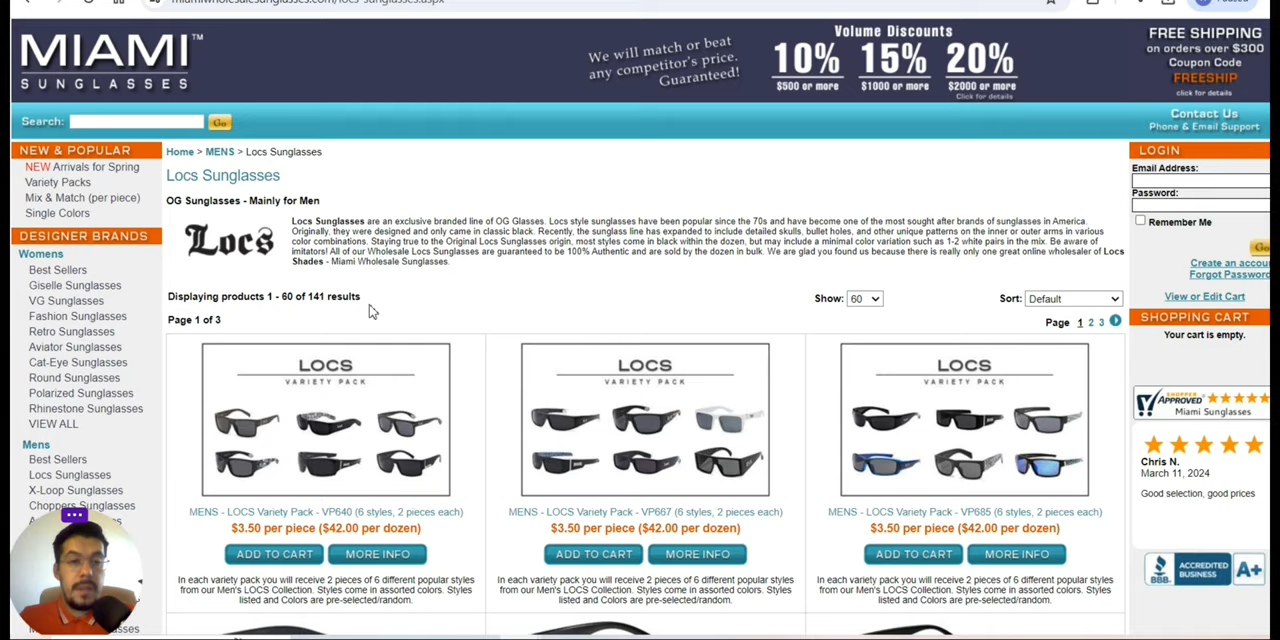 miamiwholesalesunglasses.com/locs-sunglasses.aspx
MIAMI™
SUNGLASSES
We will match or beat
any competitor's price.
Guaranteed!
Volume Discounts
10% 15% 20%
$500 or more $1000 or more $2000 or more
Click for details
FREE SHIPPING
on orders over $300
Coupon Code
FREESHIP
click for details
Search:
Go
Contact Us
Phone & Email Support
NEW & POPULAR
NEW Arrivals for Spring
Variety Packs
Mix & Match (per piece)
Single Colors
DESIGNER BRANDS
Womens
Best Sellers
Giselle Sunglasses
VG Sunglasses
Fashion Sunglasses
Retro Sunglasses
Aviator Sunglasses
Cat-Eye Sunglasses
Round Sunglasses
Polarized Sunglasses
Rhinestone Sunglasses
VIEW ALL
Mens
Best Sellers
Locs Sunglasses
X-Loop Sunglasses
Choppers Sunglasses
Home > MENS > Locs Sunglasses
Locs Sunglasses
OG Sunglasses - Mainly for Men
Locs
Locs Sunglasses are an exclusive branded line of OG Glasses. Locs style sunglasses have been popular since the 70s and have become one of the most sought after brands of sunglasses in America.
Originally, they were designed and only came in classic black. Recently, the sunglass line has expanded to include detailed skulls, bullet holes, and other unique patterns on the inner or outer arms in various
color combinations. Staying true to the Original Locs Sunglasses origin, most styles come in black within the dozen, but may include a minimal color variation such as 1-2 white pairs in the mix. Be aware of
imitators! All of our Wholesale Locs Sunglasses are guaranteed to be 100% Authentic and are sold by the dozen in bulk. We are glad you found us because there is really only one great online wholesaler of Locs
Shades - Miami Wholesale Sunglasses.
Displaying products 1 - 60 of 141 results
Show: 60
Sort: Default
Page 1 of 3
Page 1 2 3
LOCS
VARIETY PACK
MENS - LOCS Variety Pack - VP640 (6 styles, 2 pieces each)
$3.50 per piece ($42.00 per dozen)
ADD TO CART MORE INFO
In each variety pack you will receive 2 pieces of 6 different popular styles
from our Men's LOCS Collection. Styles come in assorted colors. Styles
listed and Colors are pre-selected/random.
LOCS
VARIETY PACK
MENS - LOCS Variety Pack - VP667 (6 styles, 2 pieces each)
$3.50 per piece ($42.00 per dozen)
ADD TO CART MORE INFO
In each variety pack you will receive 2 pieces of 6 different popular styles
from our Men's LOCS Collection. Styles come in assorted colors. Styles
listed and Colors are pre-selected/random.
LOCS
VARIETY PACK
MENS - LOCS Variety Pack - VP685 (6 styles, 2 pieces each)
$3.50 per piece ($42.00 per dozen)
ADD TO CART MORE INFO
In each variety pack you will receive 2 pieces of 6 different popular styles
from our Men's LOCS Collection. Styles come in assorted colors. Styles
listed and Colors are pre-selected/random.
LOGIN
Email Address:
Password:
Remember Me
Go
Create an account
Forgot Password
View or Edit Cart
SHOPPING CART
Your cart is empty.
SHOPPER
APPROVED
Miami Sunglasses
Chris N.
March 11, 2024
Good selection, good prices
BBB
ACCREDITED
BUSINESS
A+